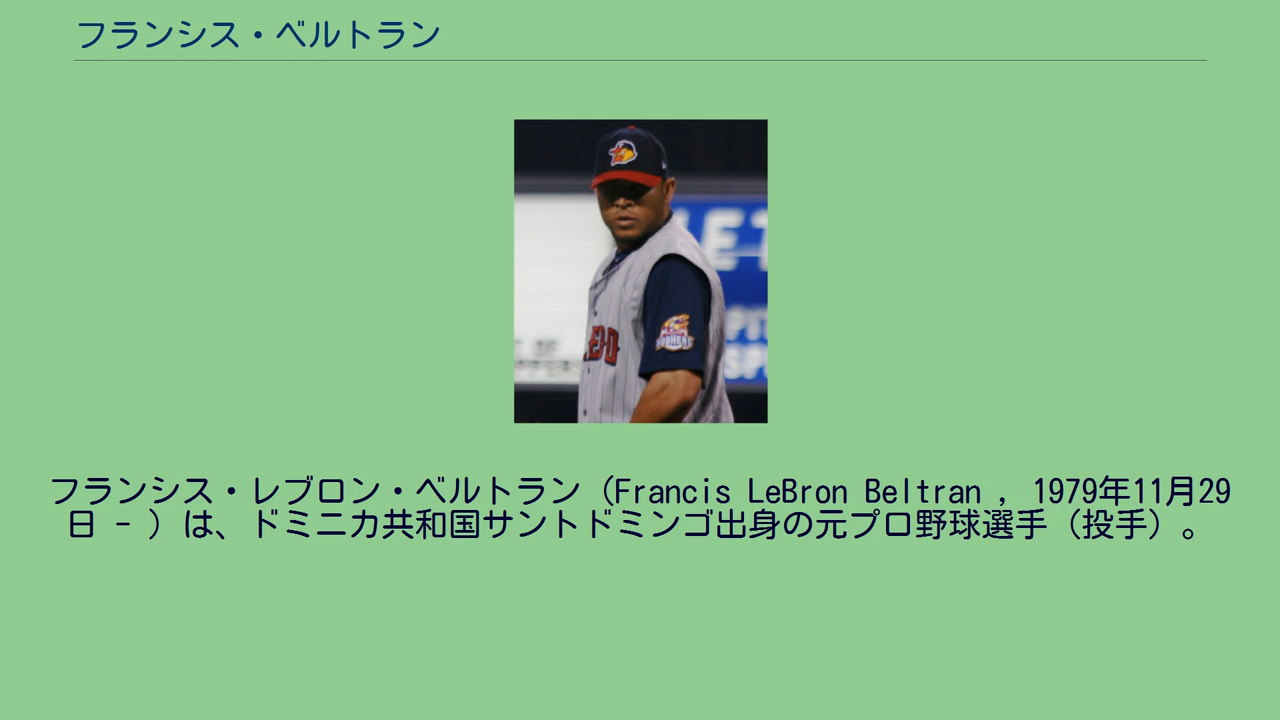 フランシス・ベルトラン
フランシス・レブロン・ベルトラン（Francis LeBron Beltran , 1979年11月29
日 - ）は、ドミニカ共和国サントドミンゴ出身の元プロ野球選手（投手）。